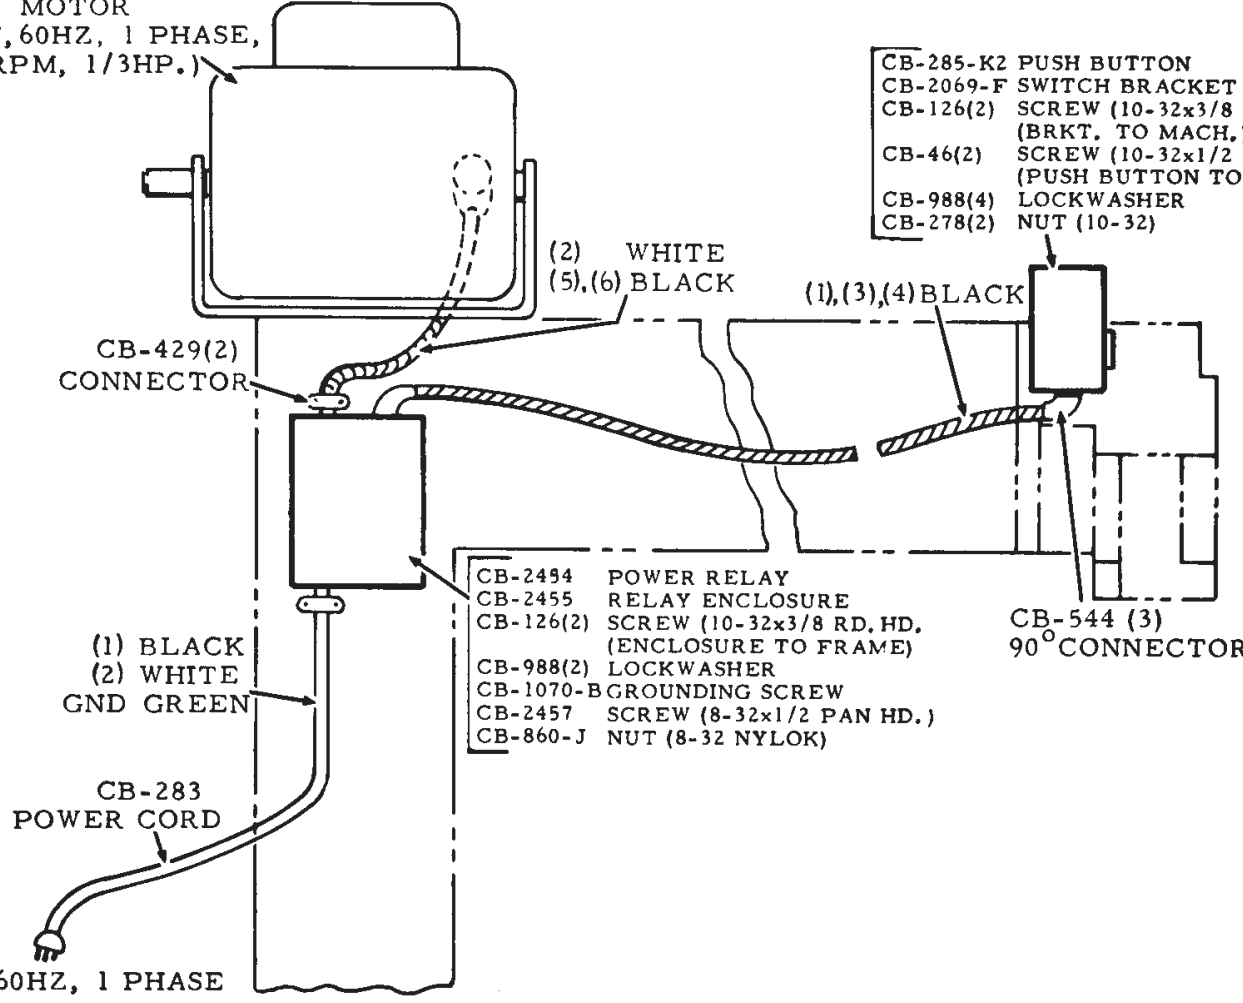 MOTOR
,60HZ, 1 PHASE,
RPM, 1/3HP.)
CB-285-K2 PUSH BUTTON
CB-2069-F SWITCH BRACKET
CB-126(2) SCREW (10-32x3/8
(BRKT. TO MACH.
CB-46(2) SCREW (10-32x1/2
(PUSH BUTTON TO
CB-988(4) LOCKWASHER
CB-278(2) NUT (10-32)
(2) WHITE
(5),(6) BLACK
(1),(3),(4) BLACK
CB-429(2)
CONNECTOR
CB-2454 POWER RELAY
CB-2455 RELAY ENCLOSURE
CB-126(2) SCREW (10-32x3/8 RD. HD.
(ENCLOSURE TO FRAME)
CB-988(2) LOCKWASHER
CB-1070-B GROUNDING SCREW
CB-2457 SCREW (8-32x1/2 PAN HD.)
CB-860-J NUT (8-32 NYLOK)
CB-544 (3)
90° CONNECTOR
(1) BLACK
(2) WHITE
GND GREEN
CB-283
POWER CORD
60HZ, 1 PHASE